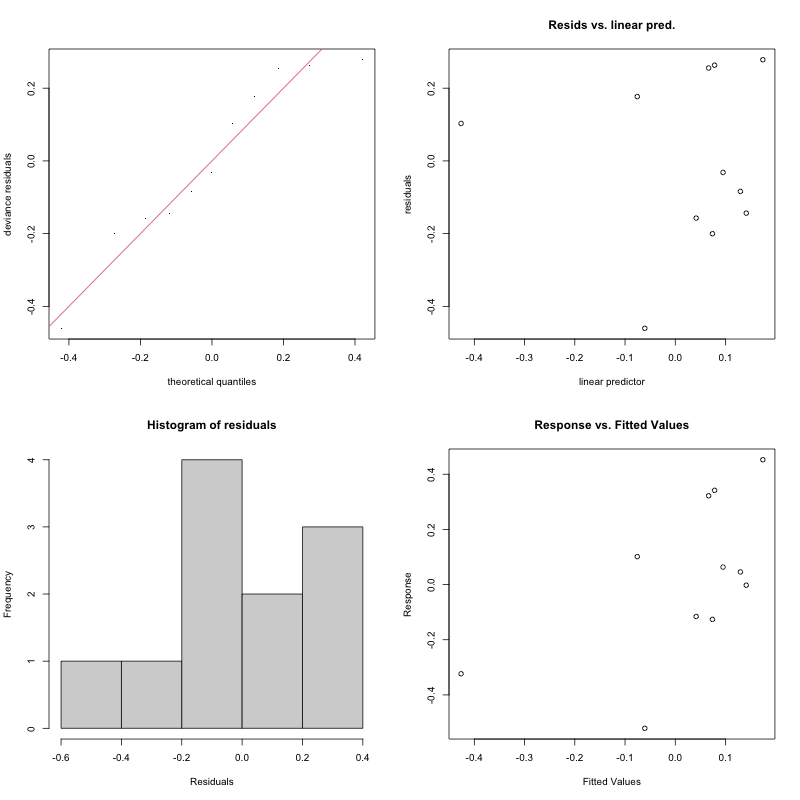 deviance residuals
0.2
0.0
-0.2
-0.4
-0.4 -0.2 0.0 0.2 0.4
theoretical quantiles
Resids vs. linear pred.
residuals
0.2
0.0
-0.2
-0.4
-0.4 -0.3 -0.2 -0.1 0.0 0.1
linear predictor
Histogram of residuals
Frequency
4
3
2
1
0
-0.6 -0.4 -0.2 0.0 0.2 0.4
Residuals
Response vs. Fitted Values
Response
0.4
0.2
0.0
-0.2
-0.4
-0.4 -0.3 -0.2 -0.1 0.0 0.1
Fitted Values